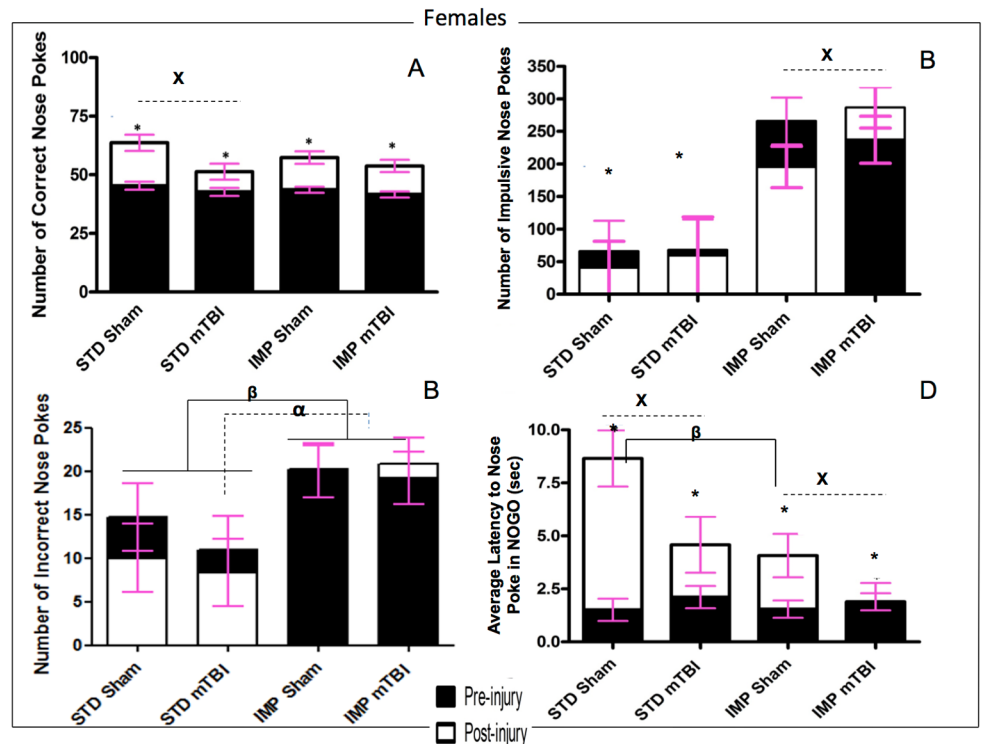 Females
A
Number of Correct Nose Pokes
100
75
50
25
0
X
*
*
*
*
STD Sham
STD mTBI
IMP Sham
IMP mTBI
B
Number of Impulsive Nose Pokes
350
300
250
200
150
100
50
0
X
*
*
STD Sham
STD mTBI
IMP Sham
IMP mTBI
B
Number of Incorrect Nose Pokes
25
20
15
10
5
0
β
α
STD Sham
STD mTBI
IMP Sham
IMP mTBI
D
Average Latency to Nose
Poke in NOGO (sec)
10.0
7.5
5.0
2.5
0.0
X
β
X
*
*
*
*
STD Sham
STD mTBI
IMP Sham
IMP mTBI
Pre-injury
Post-injury